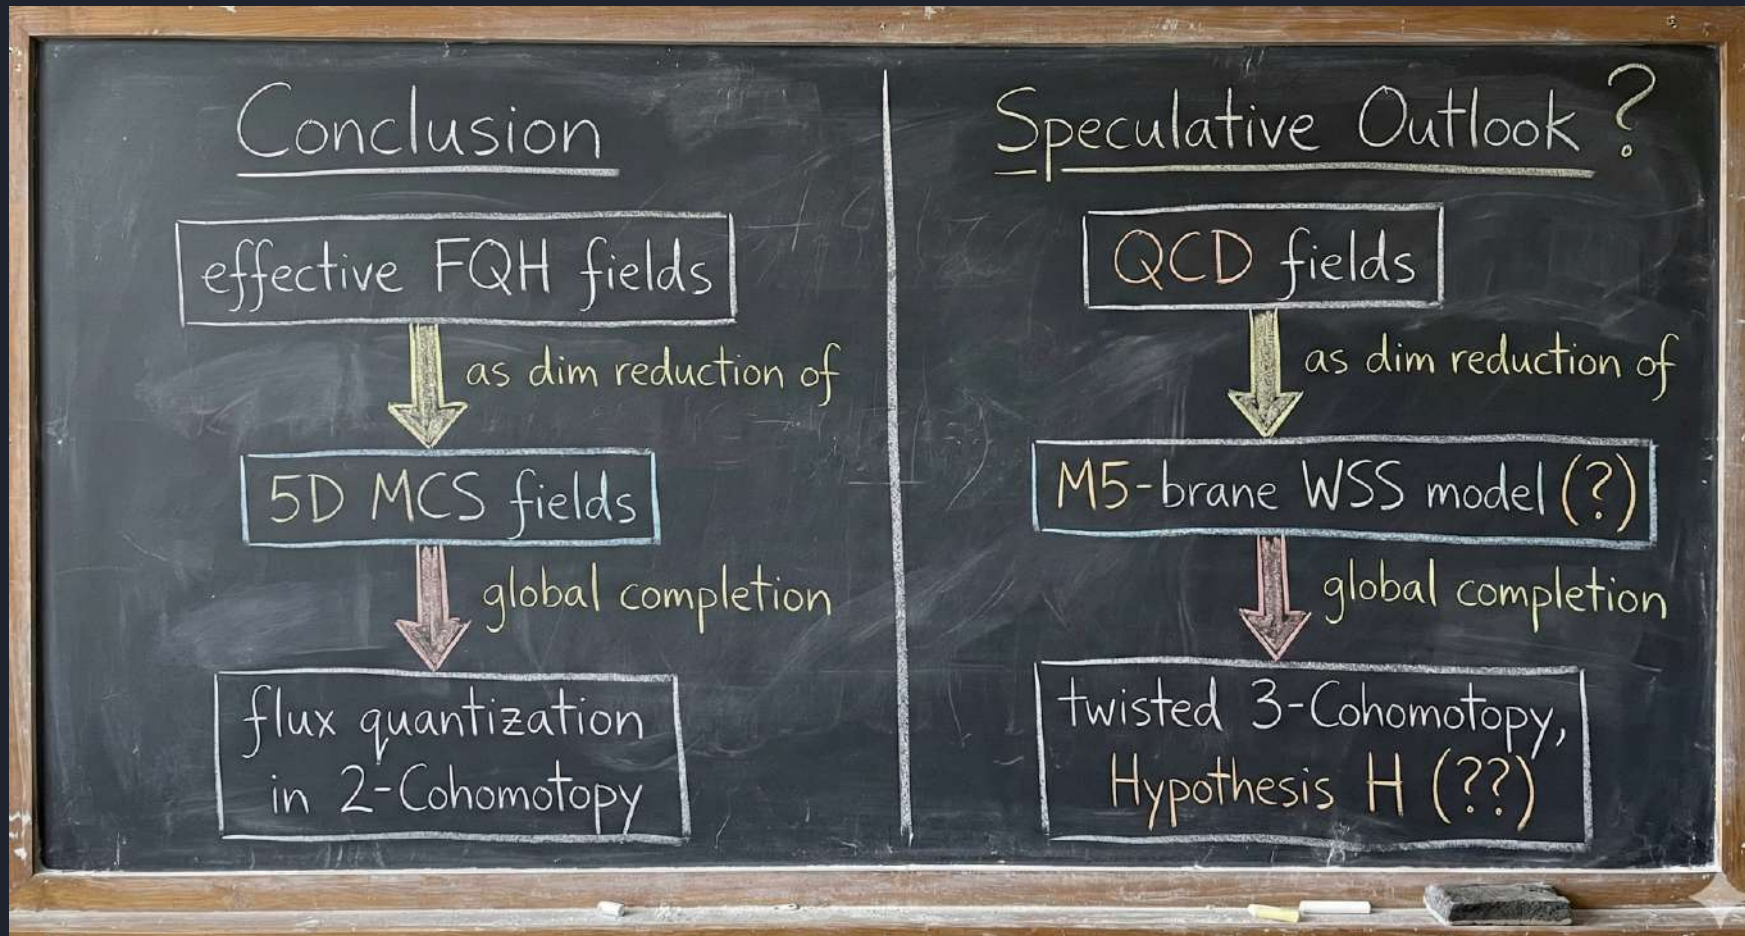 Conclusion
effective FQH fields
as dim reduction of
5D MCS fields
global completion
flux quantization
in 2-Cohomotopy
Speculative Outlook ?
QCD fields
as dim reduction of
M5-brane WSS model (?)
global completion
twisted 3-Cohomotopy,
Hypothesis H (??)